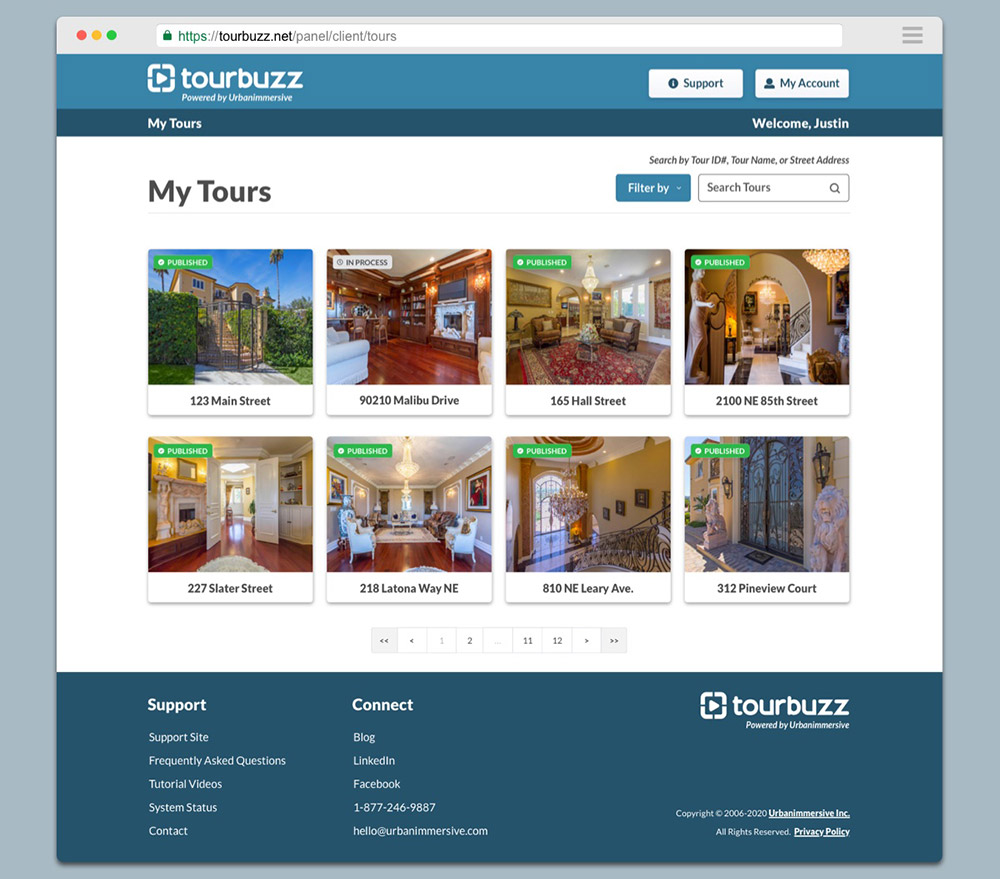 https://tourbuzz.net/panel/client/tours
tourbuzz
Powered by Urbanimmersive
Support
My Account
My Tours
Welcome, Justin
Search by Tour ID#, Tour Name, or Street Address
My Tours
Filter by
Search Tours
PUBLISHED
IN PROCESS
PUBLISHED
PUBLISHED
123 Main Street
90210 Malibu Drive
165 Hall Street
2100 NE 85th Street
PUBLISHED
PUBLISHED
PUBLISHED
PUBLISHED
227 Slater Street
218 Latona Way NE
810 NE Leary Ave.
312 Pineview Court
<< < 1 2 ... 11 12 > >>
Support
Support Site
Frequently Asked Questions
Tutorial Videos
System Status
Contact
Connect
Blog
LinkedIn
Facebook
1-877-246-9887
hello@urbanimmersive.com
tourbuzz
Powered by Urbanimmersive
Copyright © 2006-2020 Urbanimmersive Inc.
All Rights Reserved. Privacy Policy